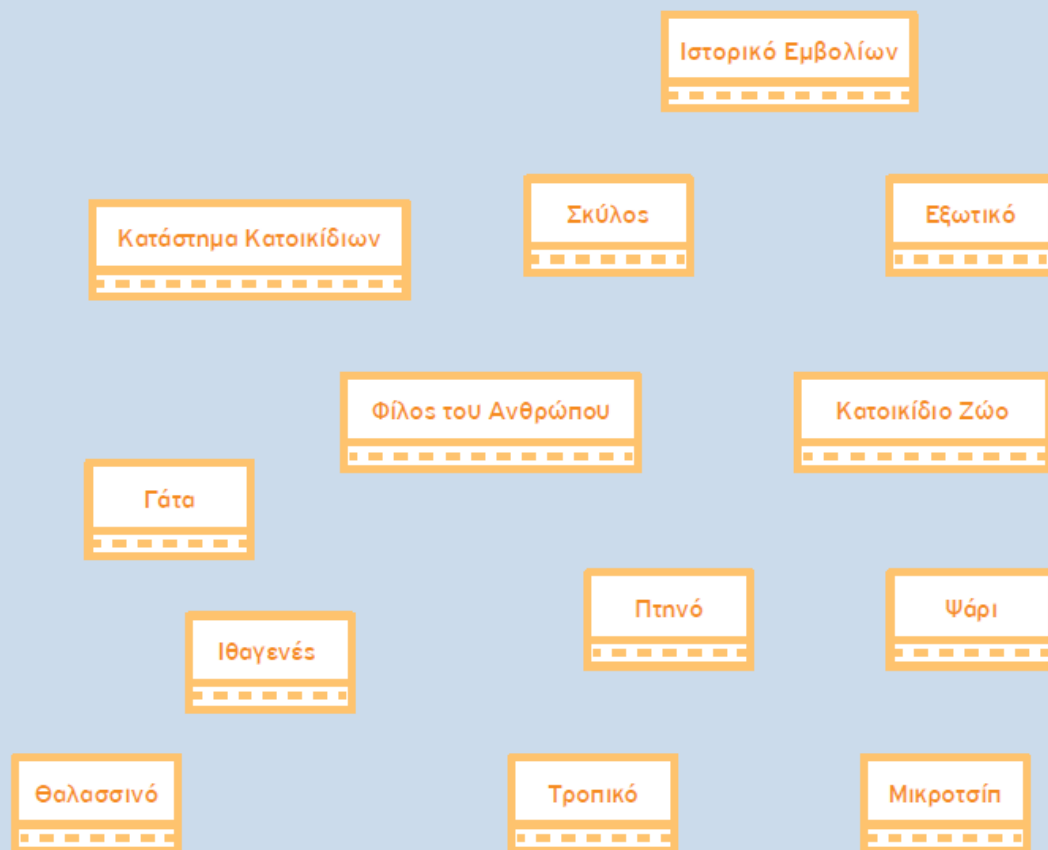 Ιστορικό Εμβολίων
Σκύλος
Εξωτικό
Κατάστημα Κατοικίδιων
Φίλος του Ανθρώπου
Κατοικίδιο Ζώο
Γάτα
Πτηνό
Ψάρι
Ιθαγενές
Θαλασσινό
Τροπικό
Μικροτσίπ